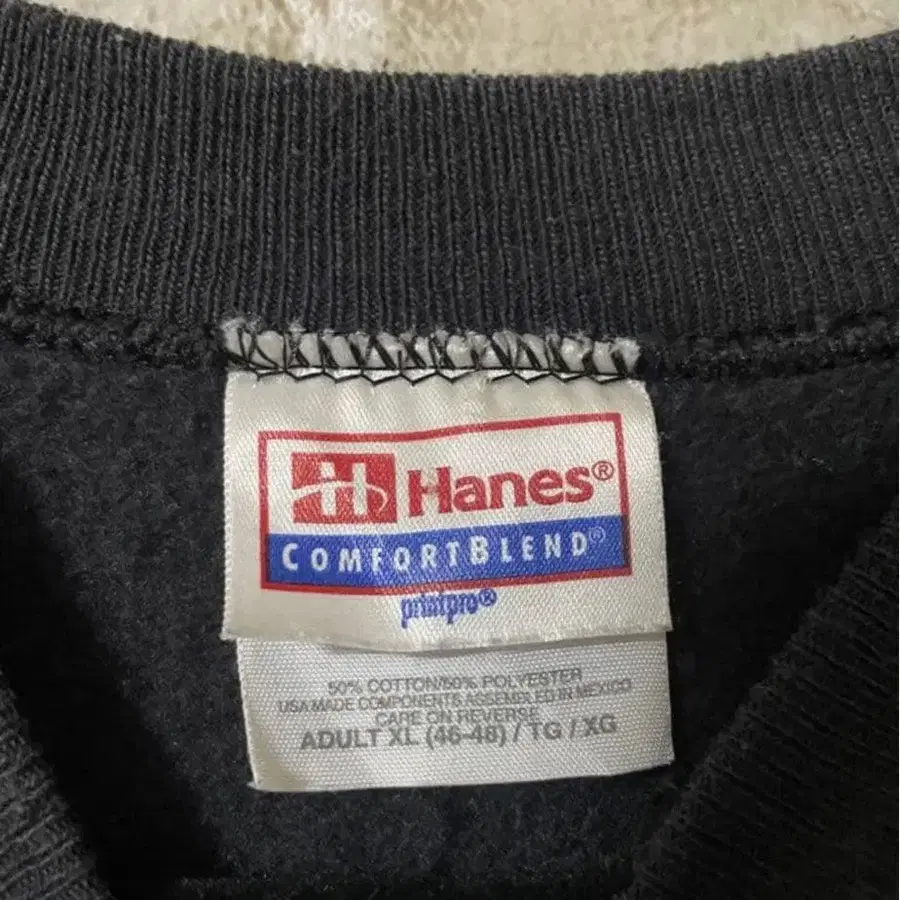 Hanes®
COMFORTBLEND®
printpro®
50% COTTON/50% POLYESTER
USA MADE COMPONENTS ASSEMBLED IN MEXICO
CARE ON REVERSE
ADULT XL (46-48) / TG / XG